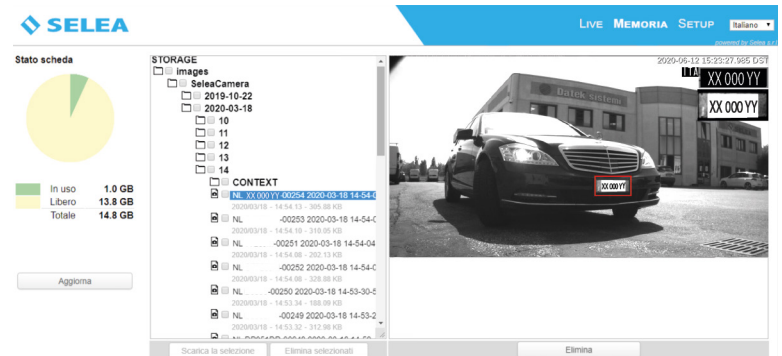 SELEA
LIVE MEMORIA SETUP Italiano
powered by Selea s.r.l
Stato scheda
In uso 1.0 GB
Libero 13.8 GB
Totale 14.8 GB
Aggiorna
STORAGE
images
SeleaCamera
2019-10-22
2020-03-18
10
11
12
13
14
CONTEXT
NL XX 000 YY-00254 2020-03-18 14-54-
2020/03/18 - 14:54:13 - 305.88 KB
NL -00253 2020-03-18 14-54-
2020/03/18 - 14:54:10 - 310.05 KB
NL -00251 2020-03-18 14-54-04
2020/03/18 - 14:54:08 - 202.13 KB
NL -00252 2020-03-18 14-54-
2020/03/18 - 14:54:08 - 328.88 KB
NL -00250 2020-03-18 14-53-30-
2020/03/18 - 14:53:34 - 188.09 KB
NL -00249 2020-03-18 14-53-2
2020/03/18 - 14:53:32 - 312.98 KB
Scarica la selezione Elimina selezionati
2020-06-12 15:23:27.985 DST
ITA XX 000 YY
XX 000 YY
Datek sistemi
XX 000 YY
Elimina